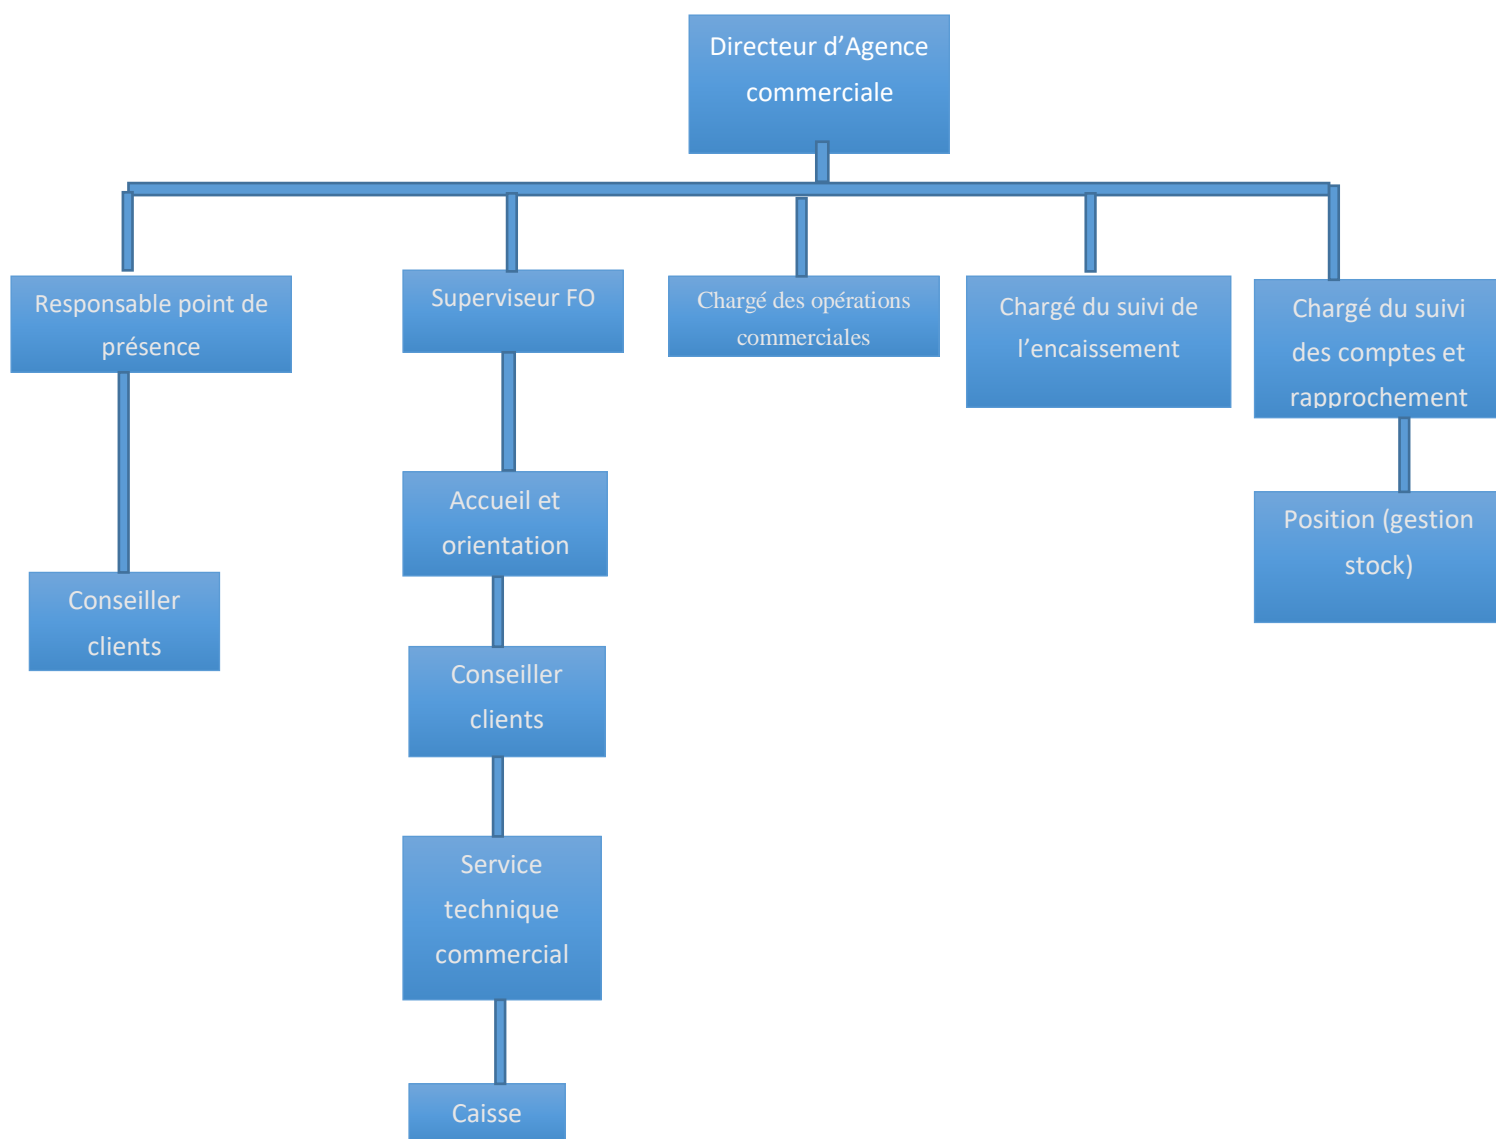 Directeur d’Agence
commerciale
Responsable point de
présence
Superviseur FO
Chargé des opérations
commerciales
Chargé du suivi de
l’encaissement
Chargé du suivi
des comptes et
rapprochement
Accueil et
orientation
Position (gestion
stock)
Conseiller
clients
Conseiller
clients
Service
technique
commercial
Caisse